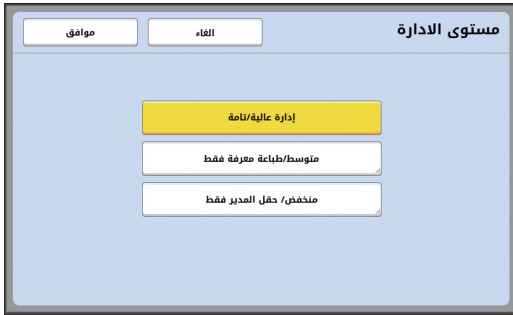 مستوى الادارة
الغاء
موافق
إدارة عالية/تامة
متوسط/طباعة معرفة فقط
منخفض/ حقل المدير فقط